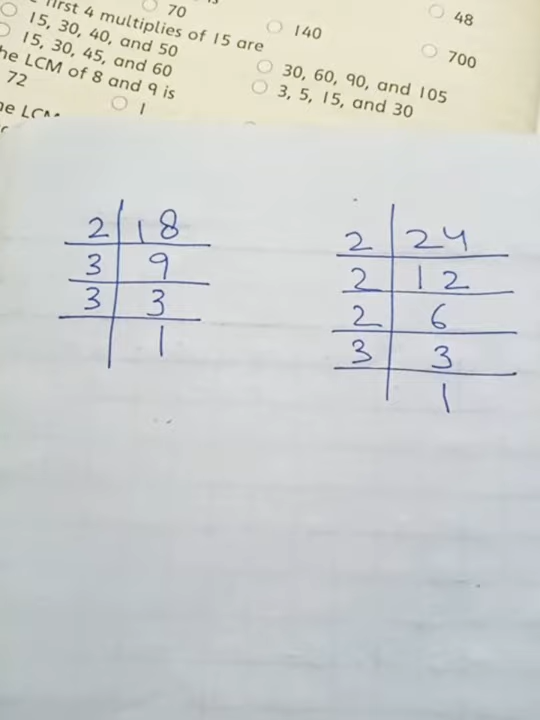 70
48
first 4 multiplies of 15 are
140
15, 30, 40, and 50
700
15, 30, 45, and 60
30, 60, 90, and 105
he LCM of 8 and 9 is
3, 5, 15, and 30
72
1
2 18
3 9
3 3
1
2 24
2 12
2 6
3 3
1